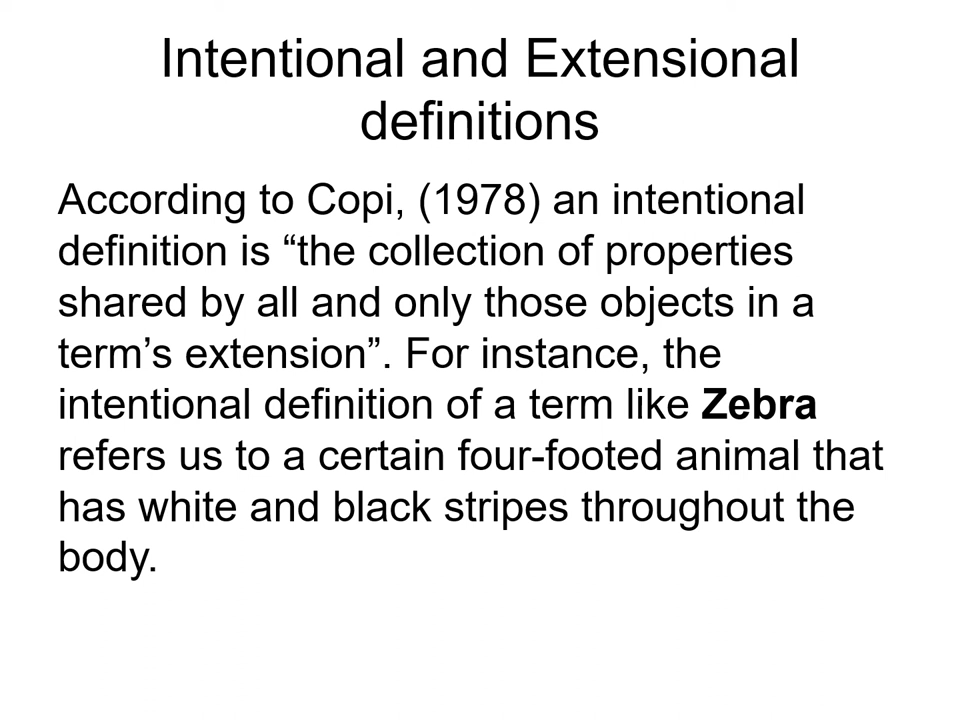 Intentional and Extensional
definitions
According to Copi, (1978) an intentional
definition is “the collection of properties
shared by all and only those objects in a
term’s extension”. For instance, the
intentional definition of a term like Zebra
refers us to a certain four-footed animal that
has white and black stripes throughout the
body.